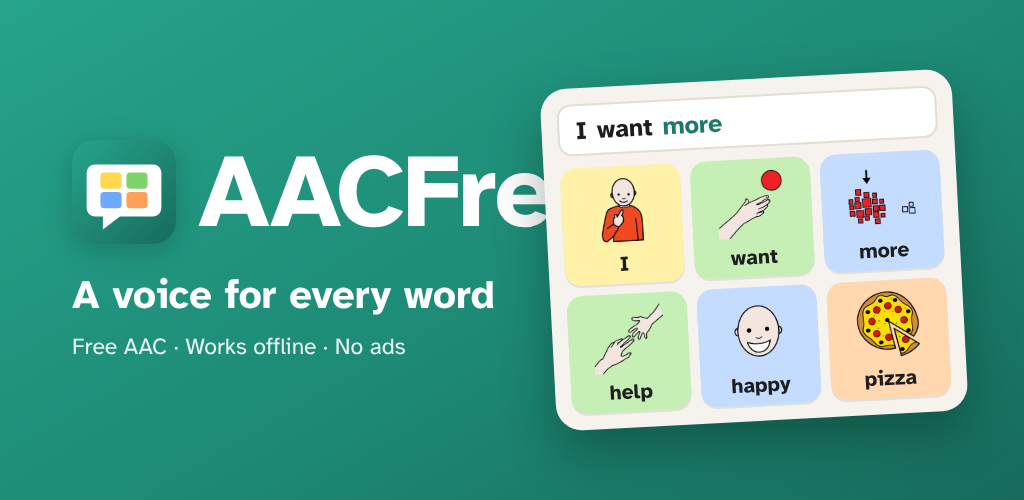 AACFre
A voice for every word
Free AAC · Works offline · No ads
I want more
I
want
more
help
happy
pizza